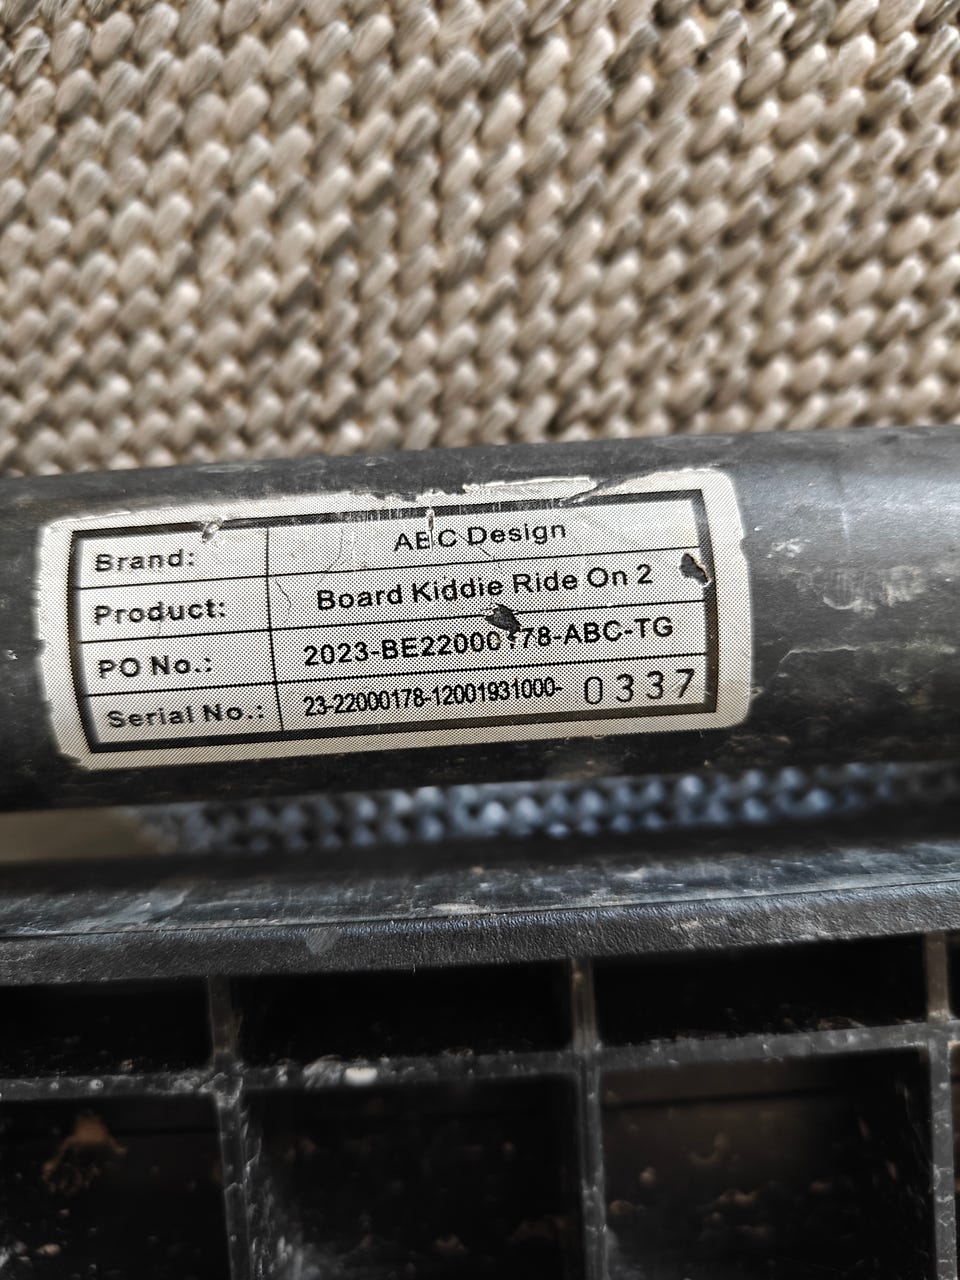 Brand: ABC Design
Product: Board Kiddie Ride On 2
PO No.: 2023-BE22000178-ABC-TG
Serial No.: 23-22000178-12001931000- 0337